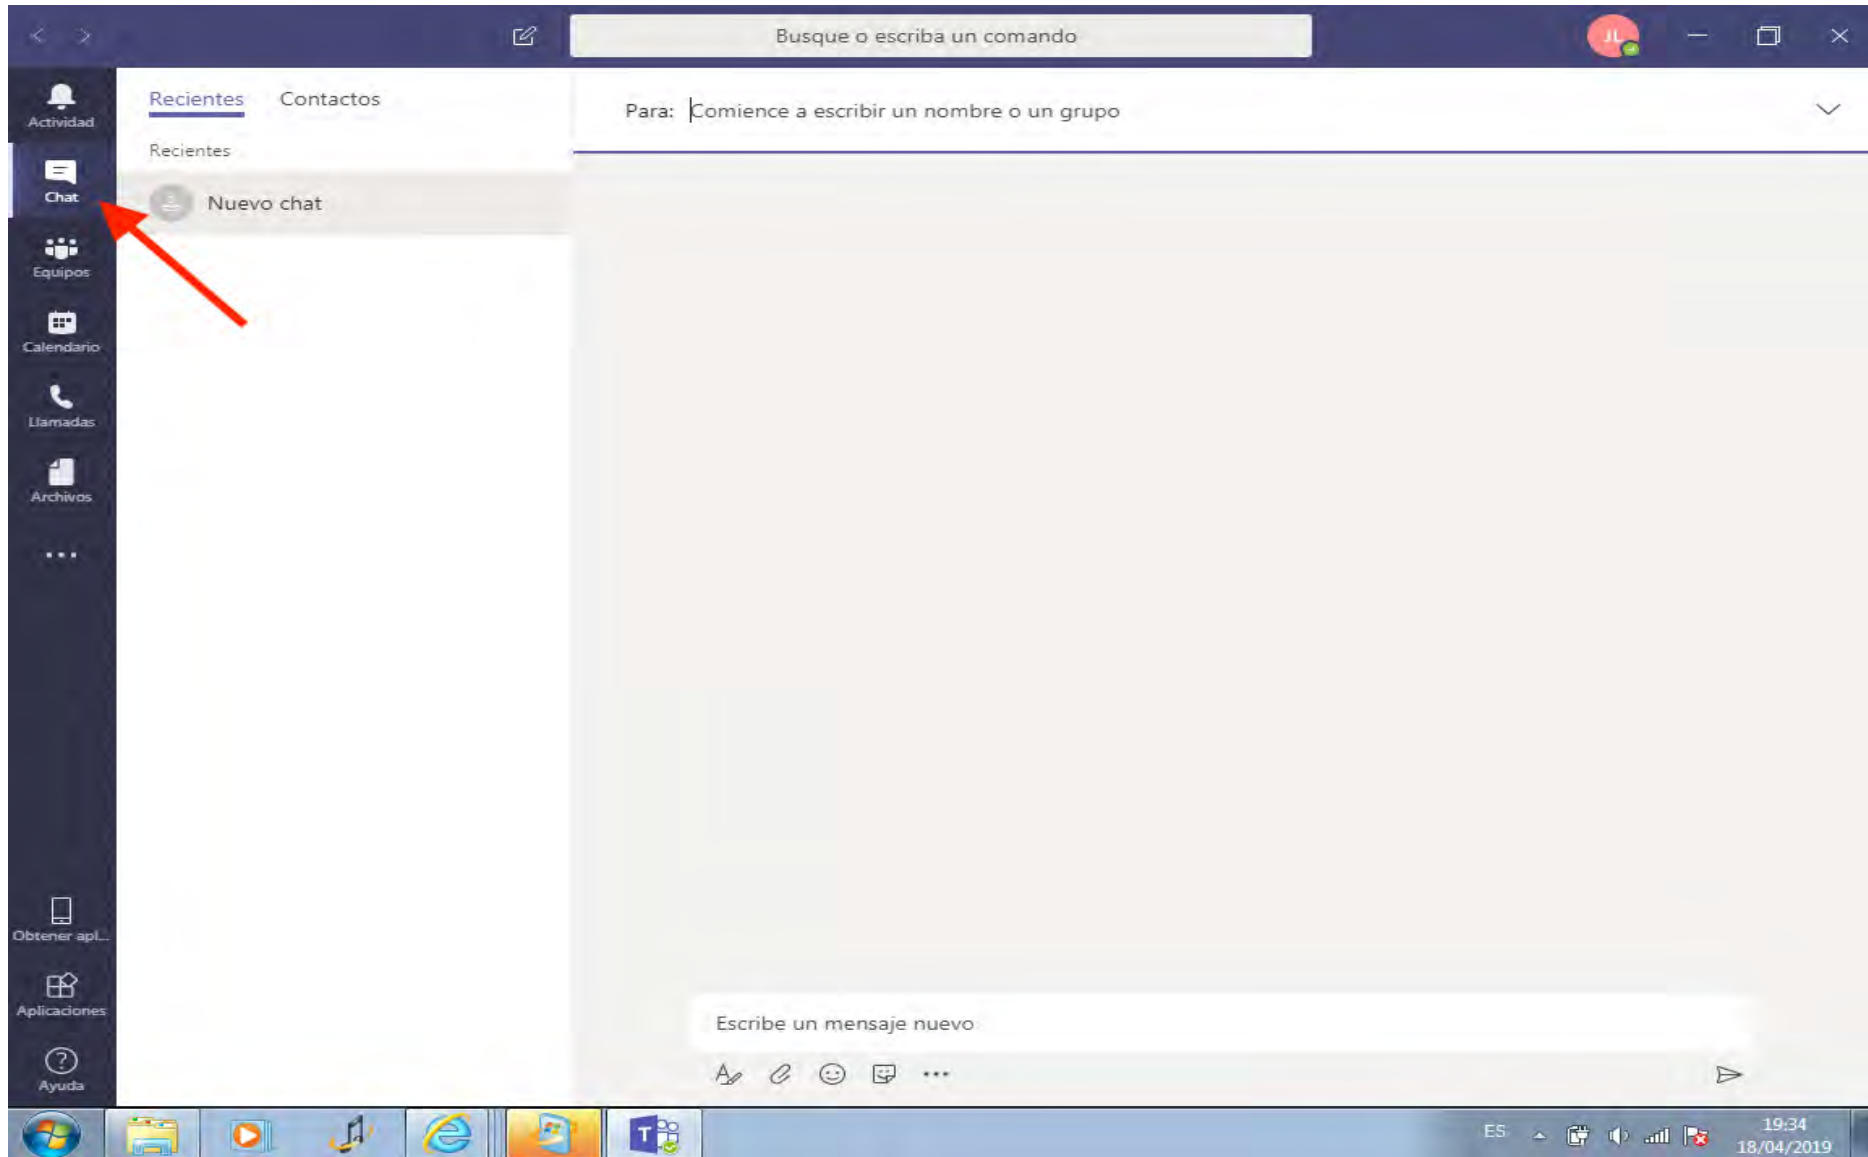 Busque o escriba un comando
JL
Actividad
Chat
Equipos
Calendario
Llamadas
Archivos
Obtener apl...
Aplicaciones
Ayuda
Recientes Contactos
Recientes
Nuevo chat
Para: Comience a escribir un nombre o un grupo
Escribe un mensaje nuevo
T
ES
19:34
18/04/2019